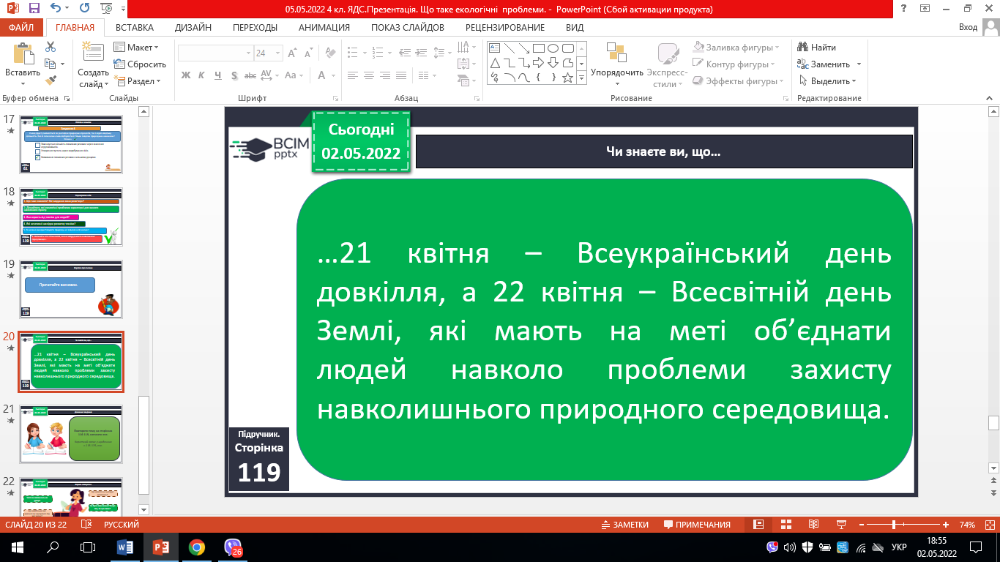 05.05.2022 4 кл. ЯДС.Презентація. Що таке екологічні проблеми. - PowerPoint (Сбой активации продукта)
ФАЙЛ ГЛАВНАЯ ВСТАВКА ДИЗАЙН ПЕРЕХОДЫ АНИМАЦИЯ ПОКАЗ СЛАЙДОВ РЕЦЕНЗИРОВАНИЕ ВИД Вход
Вставить
Буфер обмена
Создать слайд
Макет
Сбросить
Раздел
Слайды
24
Ж К Ч S abc AV Aa А
Шрифт
Абзац
Упорядочить
Экспресс-стили
Заливка фигуры
Контур фигуры
Эффекты фигуры
Рисование
Найти
Заменить
Выделить
Редактирование
17
18
119
19
Прочитайте висновок.
119
20
...21 квітня – Всеукраїнський день
довкілля, а 22 квітня – Всесвітній день
Землі, які мають на меті об’єднати
людей навколо проблеми захисту
навколишнього природного середовища.
119
21
22
ВСІМ
pptx
Сьогодні
02.05.2022
Чи знаєте ви, що...
...21 квітня – Всеукраїнський день
довкілля, а 22 квітня – Всесвітній день
Землі, які мають на меті об’єднати
людей навколо проблеми захисту
навколишнього природного середовища.
Підручник.
Сторінка
119
СЛАЙД 20 ИЗ 22 РУССКИЙ ЗАМЕТКИ ПРИМЕЧАНИЯ 74%
26
УКР
18:55
02.05.2022